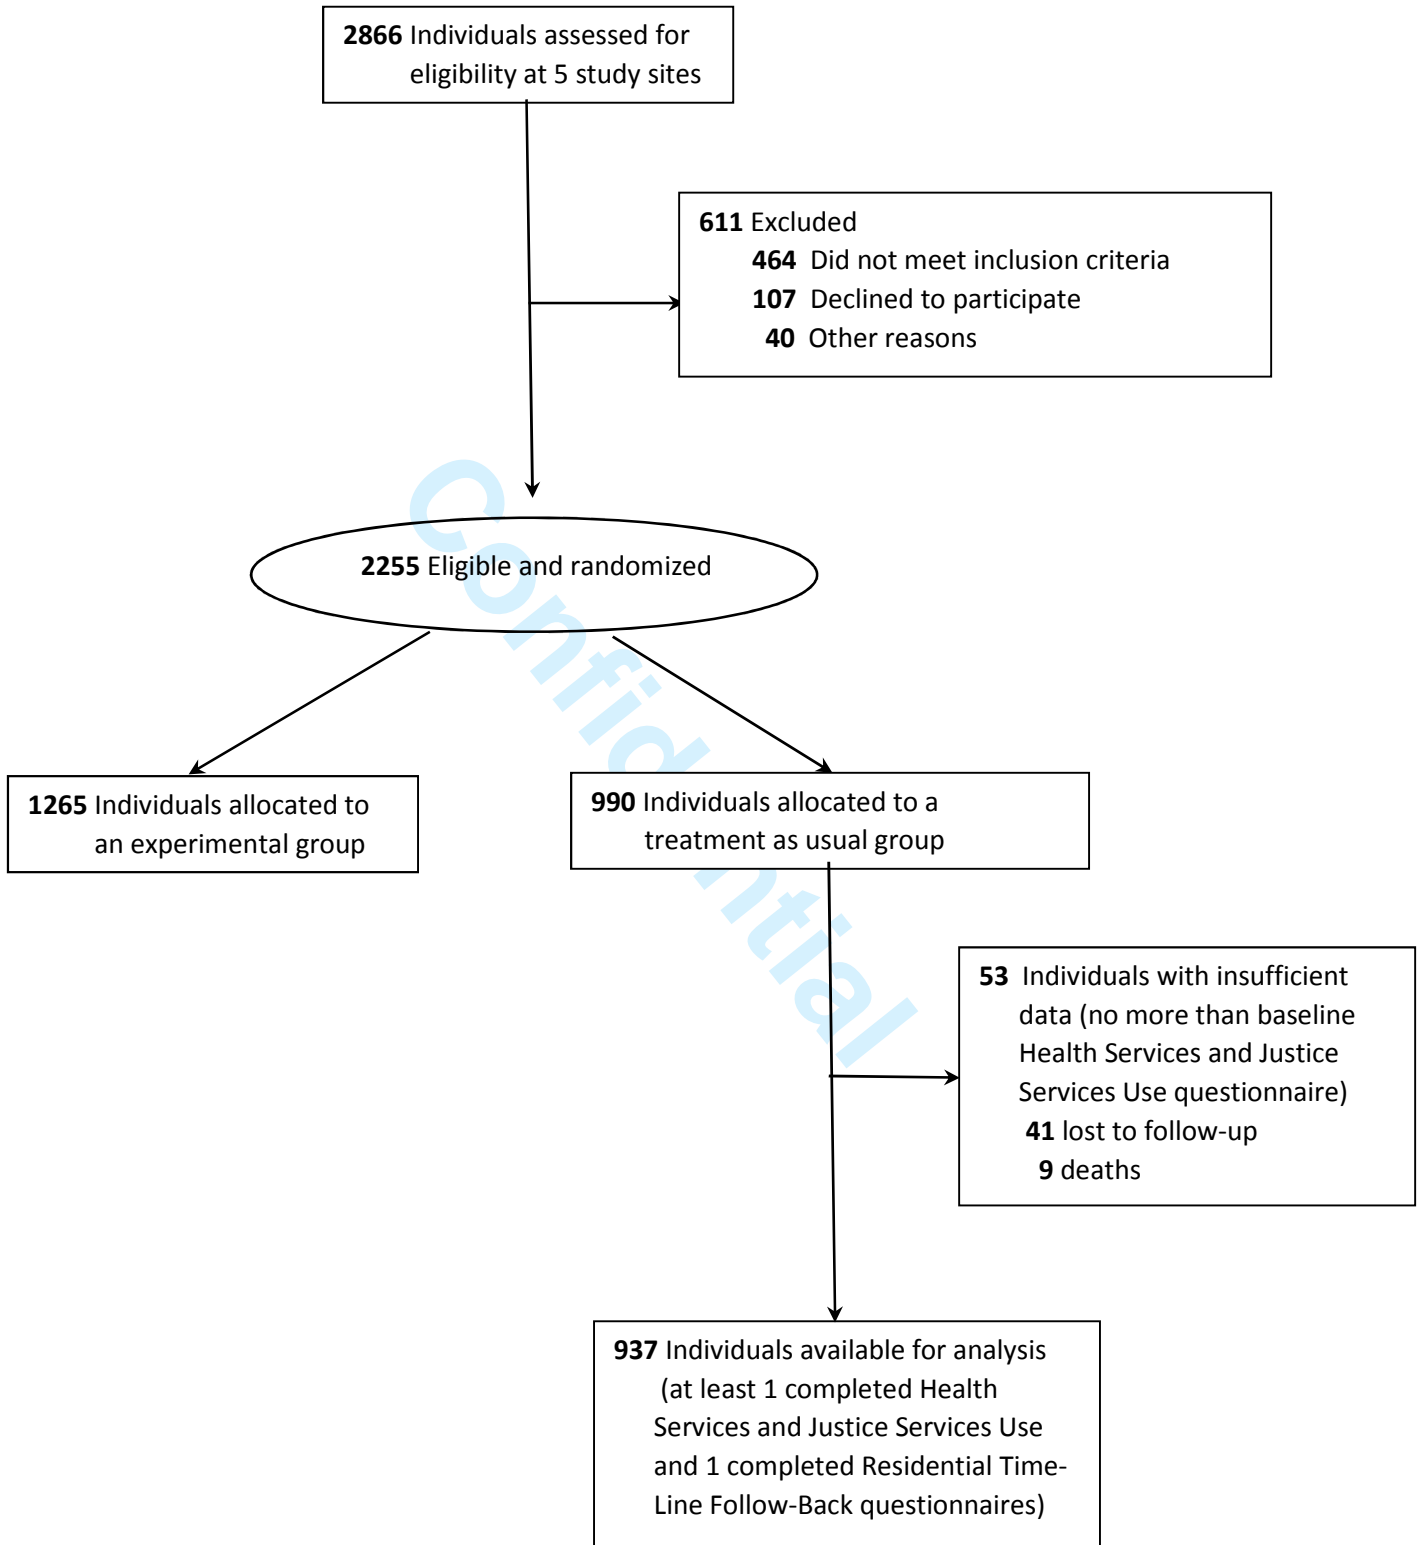 2866 Individuals assessed for
eligibility at 5 study sites
611 Excluded
464 Did not meet inclusion criteria
107 Declined to participate
40 Other reasons
2255 Eligible and randomized
1265 Individuals allocated to
an experimental group
990 Individuals allocated to a
treatment as usual group
53 Individuals with insufficient
data (no more than baseline
Health Services and Justice
Services Use questionnaire)
41 lost to follow-up
9 deaths
937 Individuals available for analysis
(at least 1 completed Health
Services and Justice Services Use
and 1 completed Residential Time-
Line Follow-Back questionnaires)
Confidential